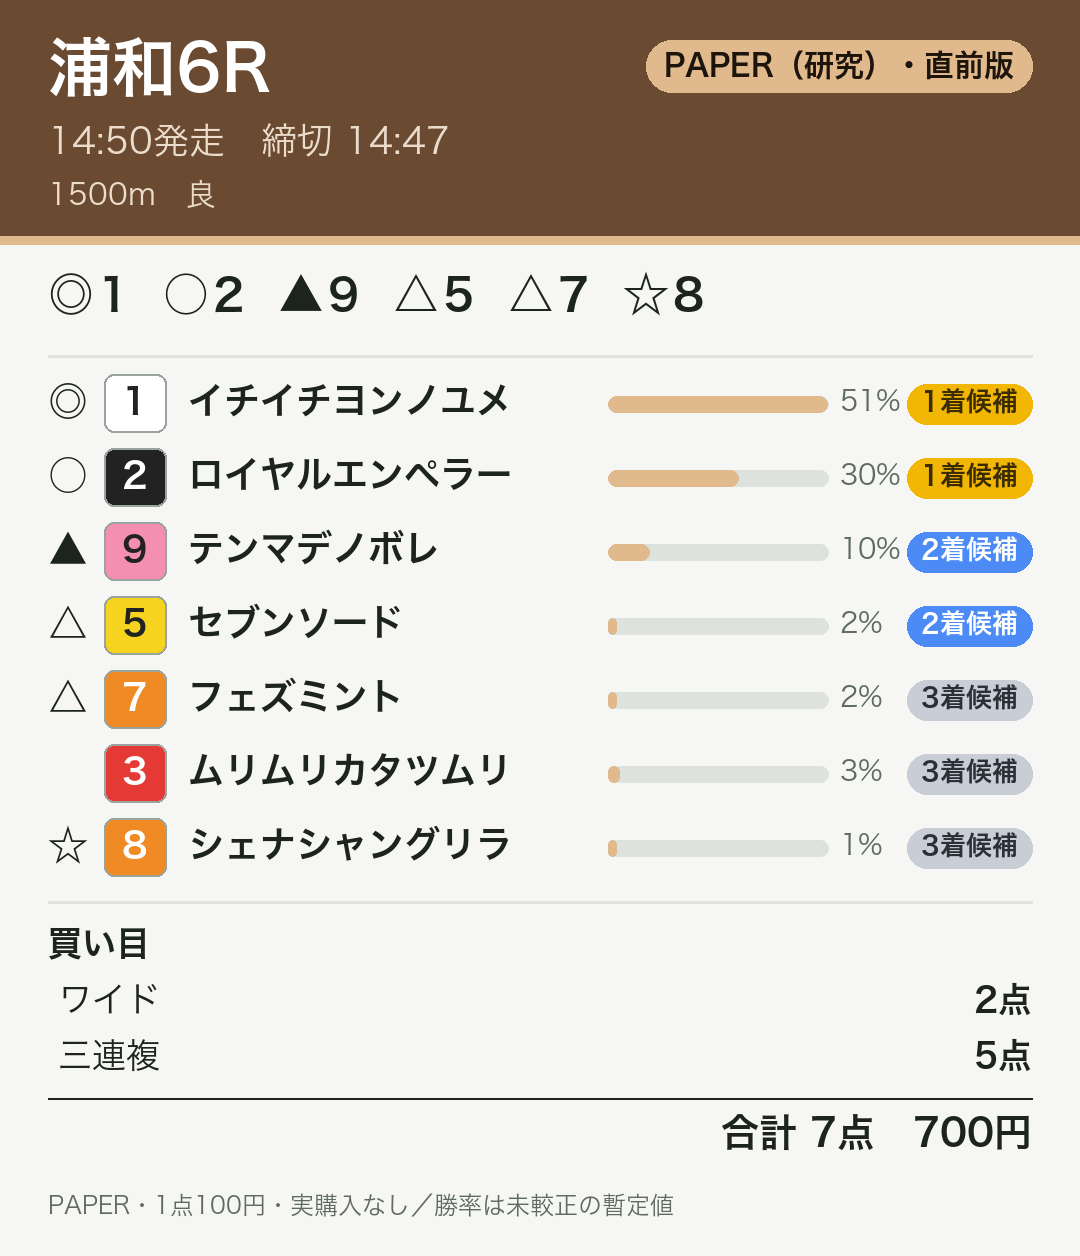 浦和6R
PAPER（研究）・直前版
14:50発走　締切 14:47
1500m　良
◎1　○2　▲9　△5　△7　☆8
◎ 1 イチイチヨンノユメ 51% 1着候補
○ 2 ロイヤルエンペラー 30% 1着候補
▲ 9 テンマデノボレ 10% 2着候補
△ 5 セブンソード 2% 2着候補
△ 7 フェズミント 2% 3着候補
3 ムリムリカタツムリ 3% 3着候補
☆ 8 シェナシャングリラ 1% 3着候補
買い目
ワイド 2点
三連複 5点
合計 7点　700円
PAPER・1点100円・実購入なし／勝率は未較正の暫定値